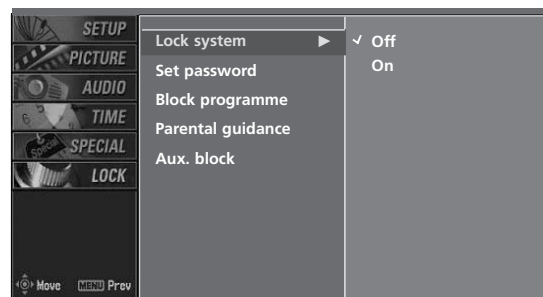 SETUP
PICTURE
AUDIO
TIME
Special SPECIAL
LOCK
Lock system ▶
Set password
Block programme
Parental guidance
Aux. block
✓ Off
On
Move MENU Prev